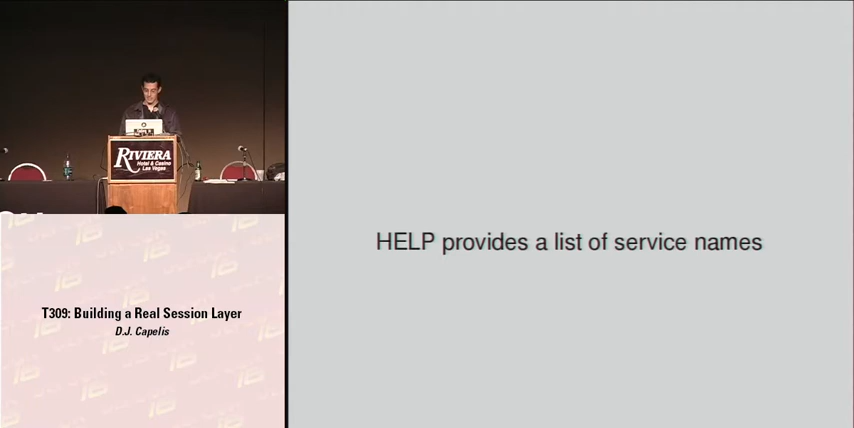 RIVIERA
Hotel & Casino
Las Vegas
T309: Building a Real Session Layer
D.J. Capelis
HELP provides a list of service names